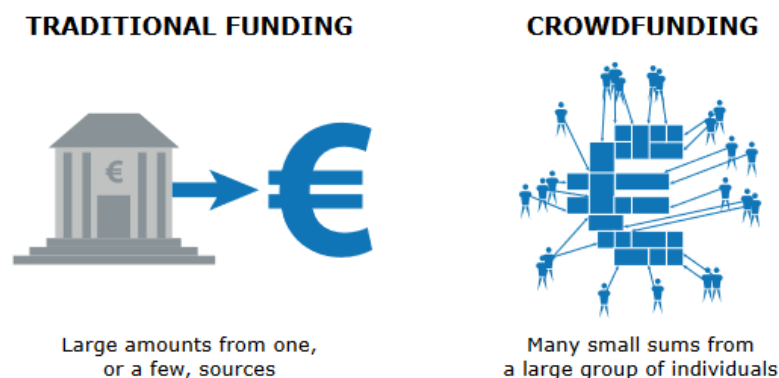 TRADITIONAL FUNDING
€
€
Large amounts from one,
or a few, sources
CROWDFUNDING
Many small sums from
a large group of individuals